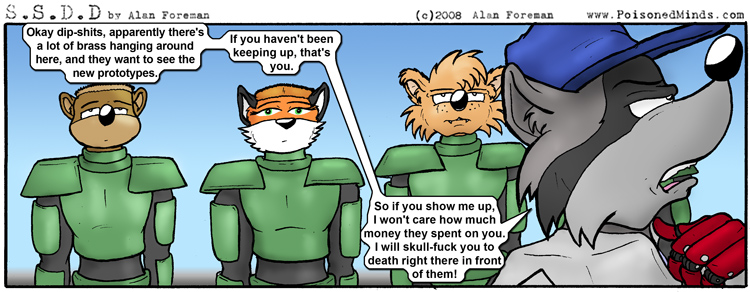 S.S.D.D by Alan Foreman (c)2008 Alan Foreman www.PoisonedMinds.com
Okay dip-shits, apparently there's
a lot of brass hanging around
here, and they want to see the
new prototypes.
If you haven't been
keeping up, that's
you.
So if you show me up,
I won't care how much
money they spent on you.
I will skull-fuck you to
death right there in front
of them!